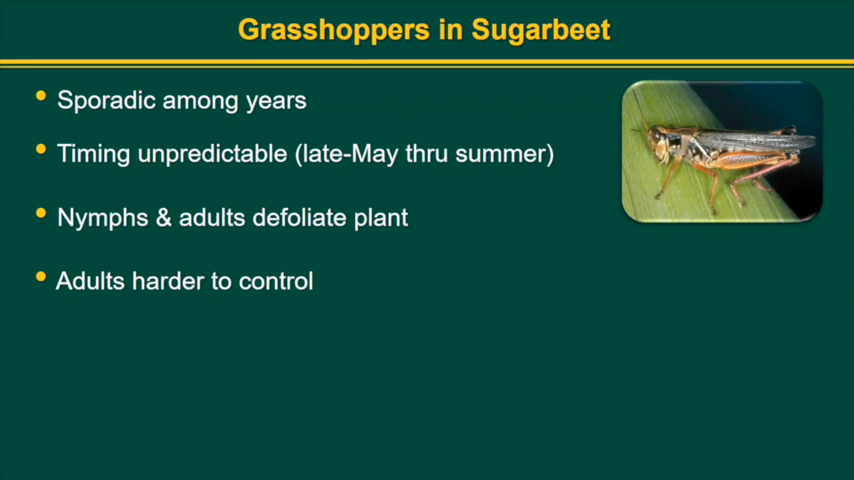 Grasshoppers in Sugarbeet
• Sporadic among years
• Timing unpredictable (late-May thru summer)
• Nymphs & adults defoliate plant
• Adults harder to control